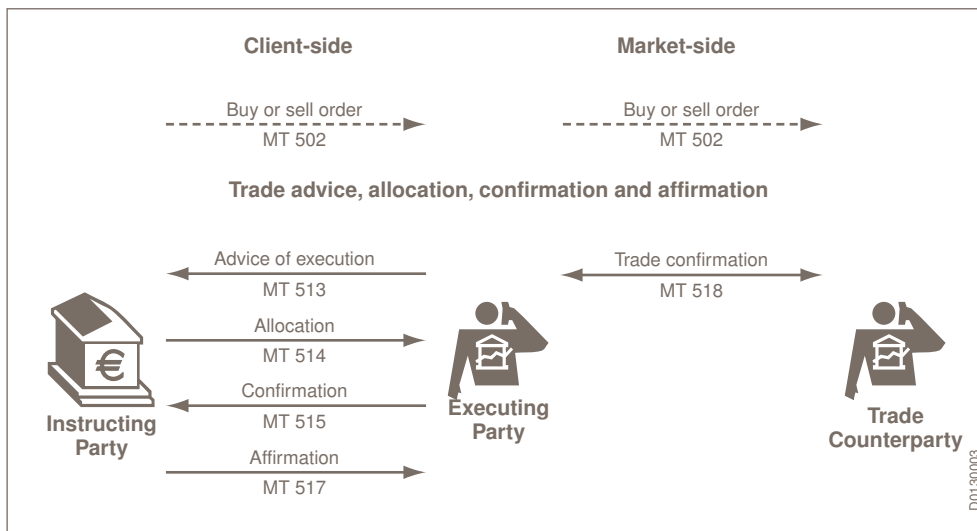 Client-side
Market-side
Buy or sell order
MT 502
Buy or sell order
MT 502
Trade advice, allocation, confirmation and affirmation
Advice of execution
MT 513
Trade confirmation
MT 518
Allocation
MT 514
€
Confirmation
MT 515
Instructing
Party
Executing
Party
Trade
Counterparty
Affirmation
MT 517
D0130003